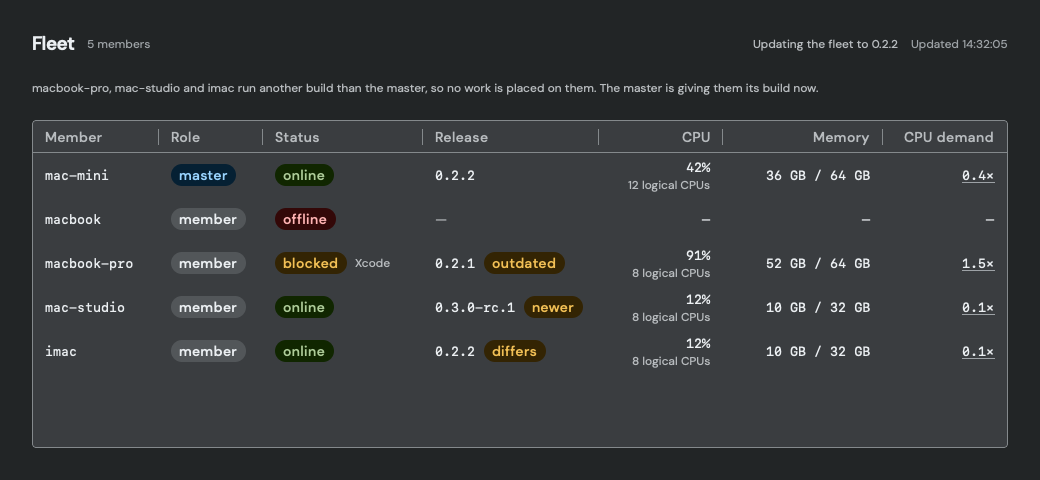 Fleet 5 members Updating the fleet to 0.2.2 Updated 14:32:05
macbook-pro, mac-studio and imac run another build than the master, so no work is placed on them. The master is giving them its build now.
Member Role Status Release CPU Memory CPU demand
mac-mini master online 0.2.2 42% 36 GB / 64 GB 0.4×
12 logical CPUs
macbook member offline — — — —
macbook-pro member blocked Xcode 0.2.1 outdated 91% 52 GB / 64 GB 1.5×
8 logical CPUs
mac-studio member online 0.3.0-rc.1 newer 12% 10 GB / 32 GB 0.1×
8 logical CPUs
imac member online 0.2.2 differs 12% 10 GB / 32 GB 0.1×
8 logical CPUs